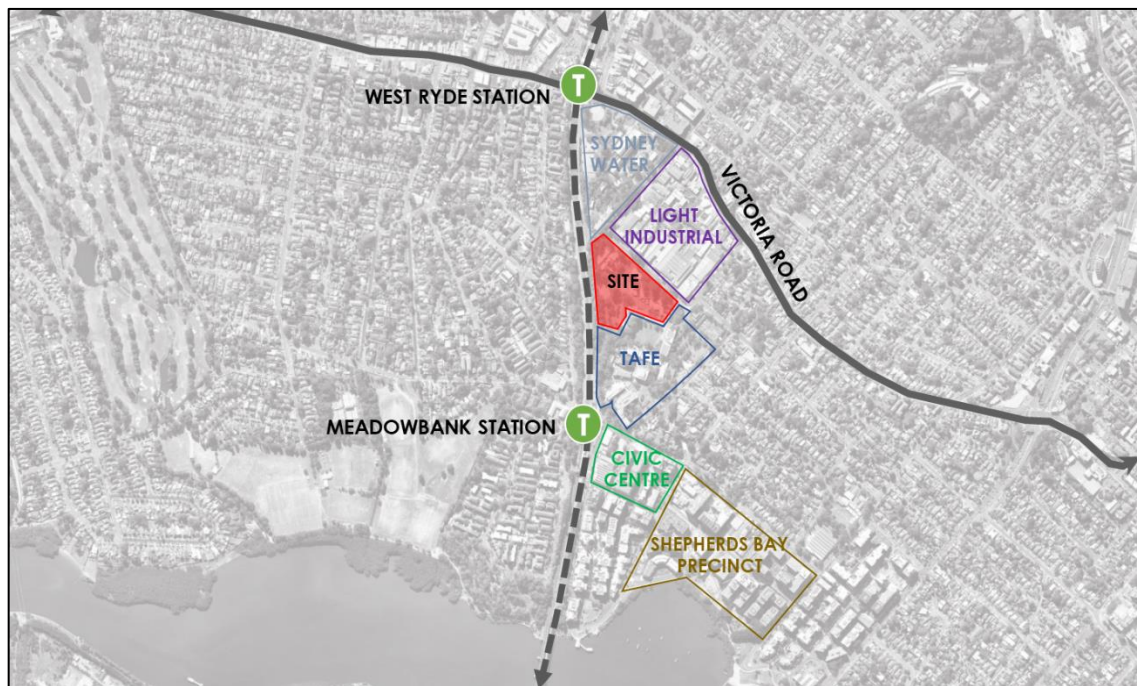 T
WEST RYDE STATION
SYDNEY
WATER
VICTORIA ROAD
LIGHT
INDUSTRIAL
SITE
TAFE
T
MEADOWBANK STATION
CIVIC
CENTRE
SHEPHERDS BAY
PRECINCT